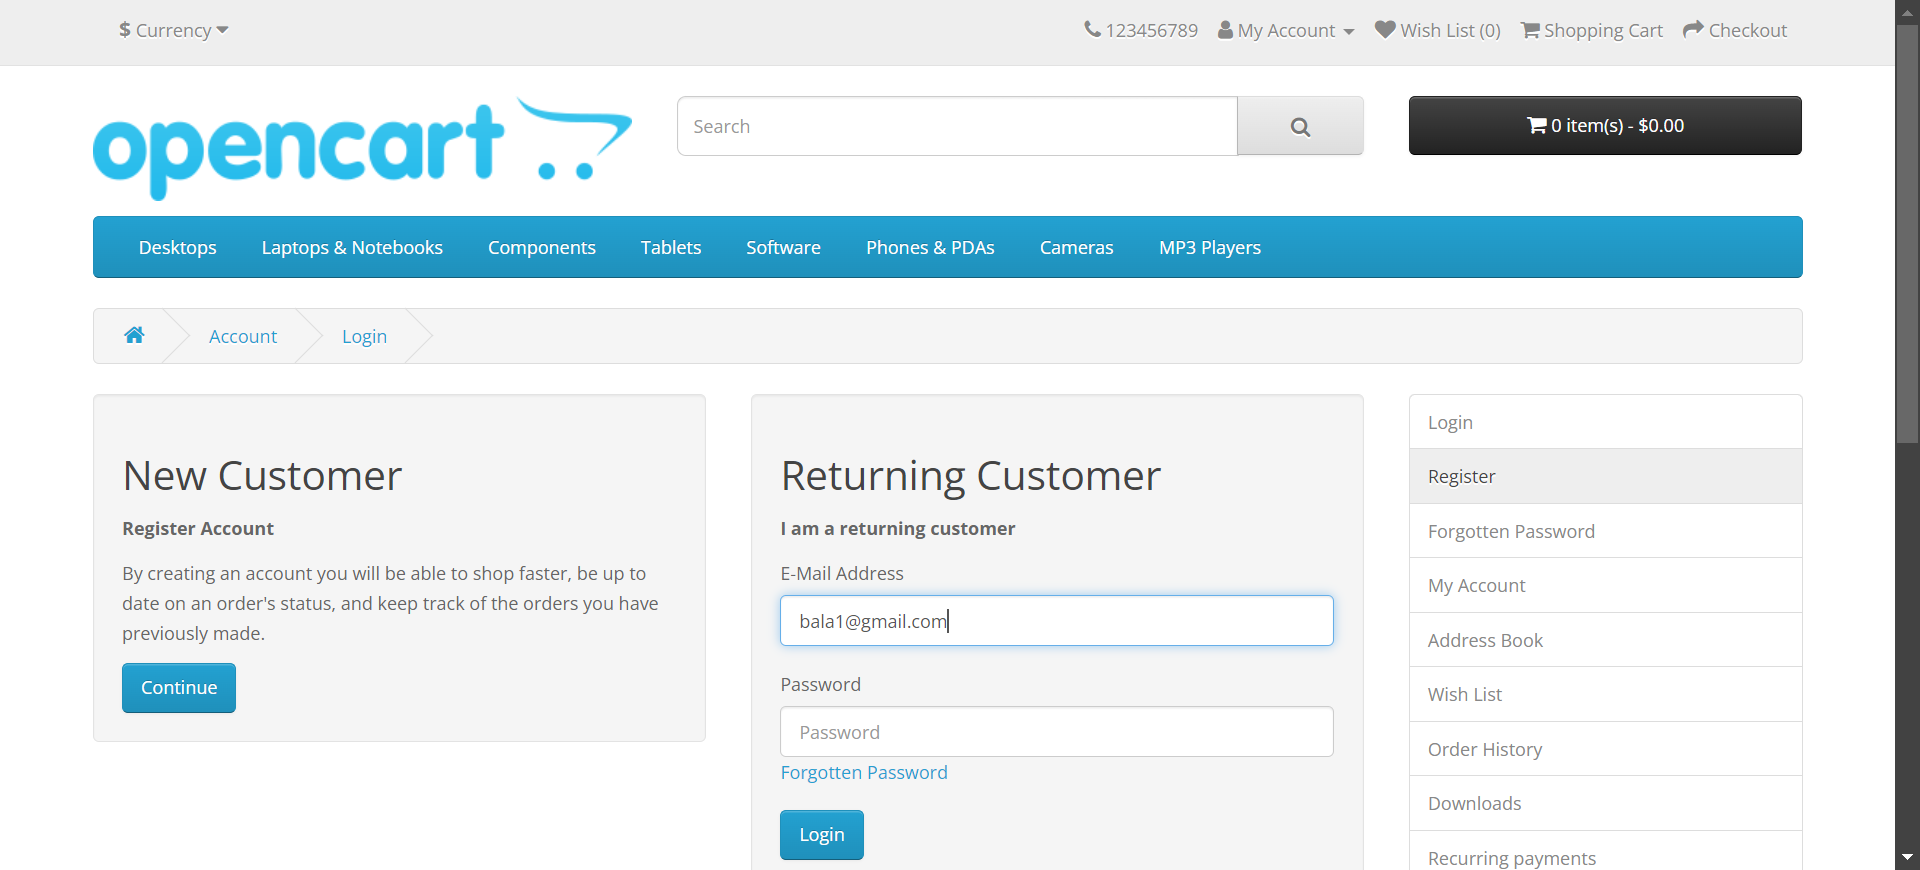 $ Currency
123456789 My Account Wish List (0) Shopping Cart Checkout
opencart
Search
0 item(s) - $0.00
Desktops Laptops & Notebooks Components Tablets Software Phones & PDAs Cameras MP3 Players
Account Login
New Customer
Register Account
By creating an account you will be able to shop faster, be up to
date on an order's status, and keep track of the orders you have
previously made.
Continue
Returning Customer
I am a returning customer
E-Mail Address
bala1@gmail.com
Password
Password
Forgotten Password
Login
Login
Register
Forgotten Password
My Account
Address Book
Wish List
Order History
Downloads
Recurring payments